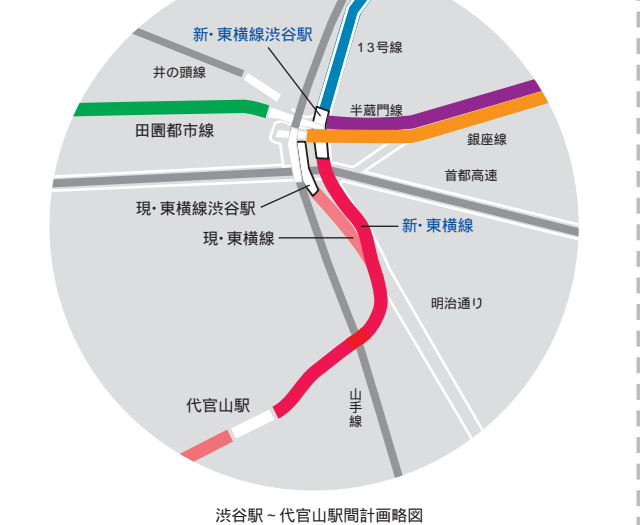 新・東横線渋谷駅
13号線
井の頭線
半蔵門線
田園都市線
銀座線
首都高速
現・東横線渋谷駅
新・東横線
現・東横線
明治通り
山手線
代官山駅
渋谷駅~代官山駅間計画略図